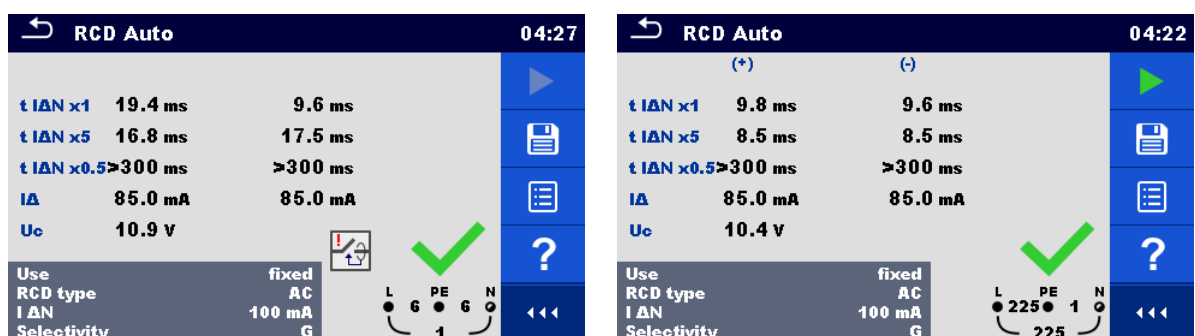 RCD Auto 04:27
t IΔN x1 19.4 ms 9.6 ms
t IΔN x5 16.8 ms 17.5 ms
t IΔN x0.5 >300 ms >300 ms
IΔ 85.0 mA 85.0 mA
Uc 10.9 V
Use fixed
RCD type AC
I ΔN 100 mA
Selectivity G
L PE N
6 6
1
?
RCD Auto 04:22
(+) (-)
t IΔN x1 9.8 ms 9.6 ms
t IΔN x5 8.5 ms 8.5 ms
t IΔN x0.5 >300 ms >300 ms
IΔ 85.0 mA 85.0 mA
Uc 10.4 V
Use fixed
RCD type AC
I ΔN 100 mA
Selectivity G
L PE N
225 1
225
?